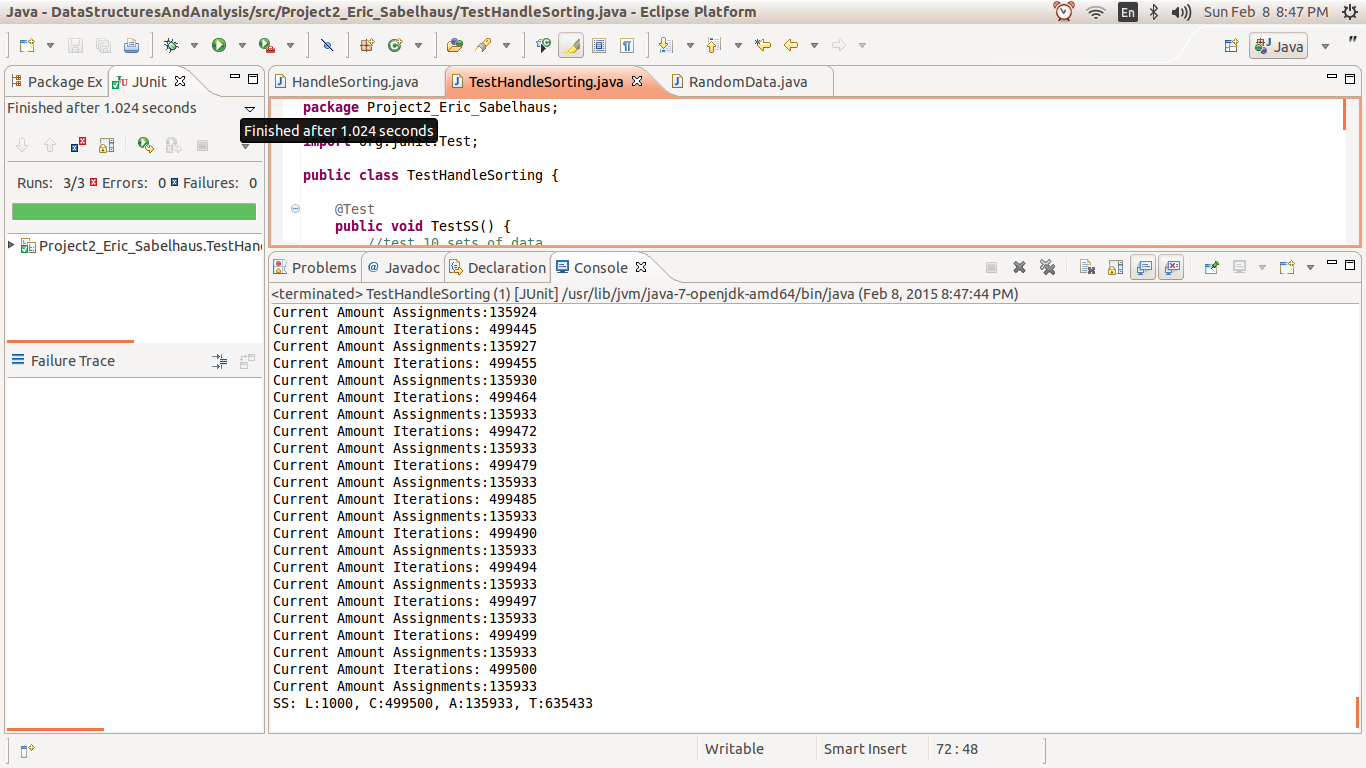 Java - DataStructuresAndAnalysis/src/Project2_Eric_Sabelhaus/TestHandleSorting.java - Eclipse Platform
En
Sun Feb 8 8:47 PM
Java
"
Package Ex
JUnit
HandleSorting.java
TestHandleSorting.java
RandomData.java
Finished after 1.024 seconds
Finished after 1.024 seconds
Runs: 3/3
Errors: 0
Failures: 0
Project2_Eric_Sabelhaus.TestHan
Failure Trace
package Project2_Eric_Sabelhaus;
import org.junit.Test;
public class TestHandleSorting {
@Test
public void TestSS() {
//test 10 sets of data
Problems
@ Javadoc
Declaration
Console
<terminated> TestHandleSorting (1) [JUnit] /usr/lib/jvm/java-7-openjdk-amd64/bin/java (Feb 8, 2015 8:47:44 PM)
Current Amount Assignments:135924
Current Amount Iterations: 499445
Current Amount Assignments:135927
Current Amount Iterations: 499455
Current Amount Assignments:135930
Current Amount Iterations: 499464
Current Amount Assignments:135933
Current Amount Iterations: 499472
Current Amount Assignments:135933
Current Amount Iterations: 499479
Current Amount Assignments:135933
Current Amount Iterations: 499485
Current Amount Assignments:135933
Current Amount Iterations: 499490
Current Amount Assignments:135933
Current Amount Iterations: 499494
Current Amount Assignments:135933
Current Amount Iterations: 499497
Current Amount Assignments:135933
Current Amount Iterations: 499499
Current Amount Assignments:135933
Current Amount Iterations: 499500
Current Amount Assignments:135933
SS: L:1000, C:499500, A:135933, T:635433
Writable
Smart Insert
72 : 48